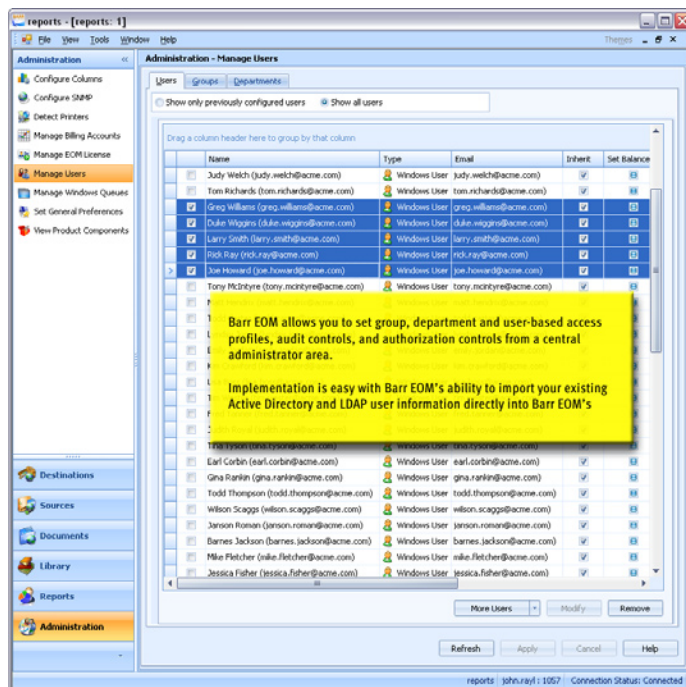 reports - [reports: 1]
File View Tools Window Help
Themes
Administration «
Administration - Manage Users
Configure Columns
Configure SNMP
Detect Printers
Manage Billing Accounts
Manage EOM License
Manage Users
Manage Windows Queues
Set General Preferences
View Product Components
Users Groups Departments
Show only previously configured users Show all users
Drag a column header here to group by that column
Name Type Email Inherit Set Balance
Judy Welch (judy.welch@acme.com) Windows User judy.welch@acme.com
Tom Richards (tom.richards@acme.com) Windows User tom.richards@acme.com
Greg Williams (greg.williams@acme.com) Windows User greg.williams@acme.com
Duke Wiggins (duke.wiggins@acme.com) Windows User duke.wiggins@acme.com
Larry Smith (larry.smith@acme.com) Windows User larry.smith@acme.com
Rick Ray (rick.ray@acme.com) Windows User rick.ray@acme.com
Joe Howard (joe.howard@acme.com) Windows User joe.howard@acme.com
Tony McIntyre (tony.mcintyre@acme.com) Windows User tony.mcintyre@acme.com
Barr EOM allows you to set group, department and user-based access
profiles, audit controls, and authorization controls from a central
administrator area.
Implementation is easy with Barr EOM's ability to import your existing
Active Directory and LDAP user information directly into Barr EOM's
Tina Tyson (tina.tyson@acme.com) Windows User tina.tyson@acme.com
Earl Corbin (earl.corbin@acme.com) Windows User earl.corbin@acme.com
Gina Rankin (gina.rankin@acme.com) Windows User gina.rankin@acme.com
Todd Thompson (todd.thompson@acme.com) Windows User todd.thompson@acme.com
Wilson Scaggs (wilson.scaggs@acme.com) Windows User wilson.scaggs@acme.com
Janson Roman (janson.roman@acme.com) Windows User janson.roman@acme.com
Barnes Jackson (barnes.jackson@acme.com) Windows User barnes.jackson@acme.com
Mike Fletcher (mike.fletcher@acme.com) Windows User mike.fletcher@acme.com
Jessica Fisher (jessica.fisher@acme.com) Windows User jessica.fisher@acme.com
Destinations
Sources
Documents
Library
Reports
Administration
More Users Modify Remove
Refresh Apply Cancel Help
reports john.rayl : 1057 Connection Status: Connected